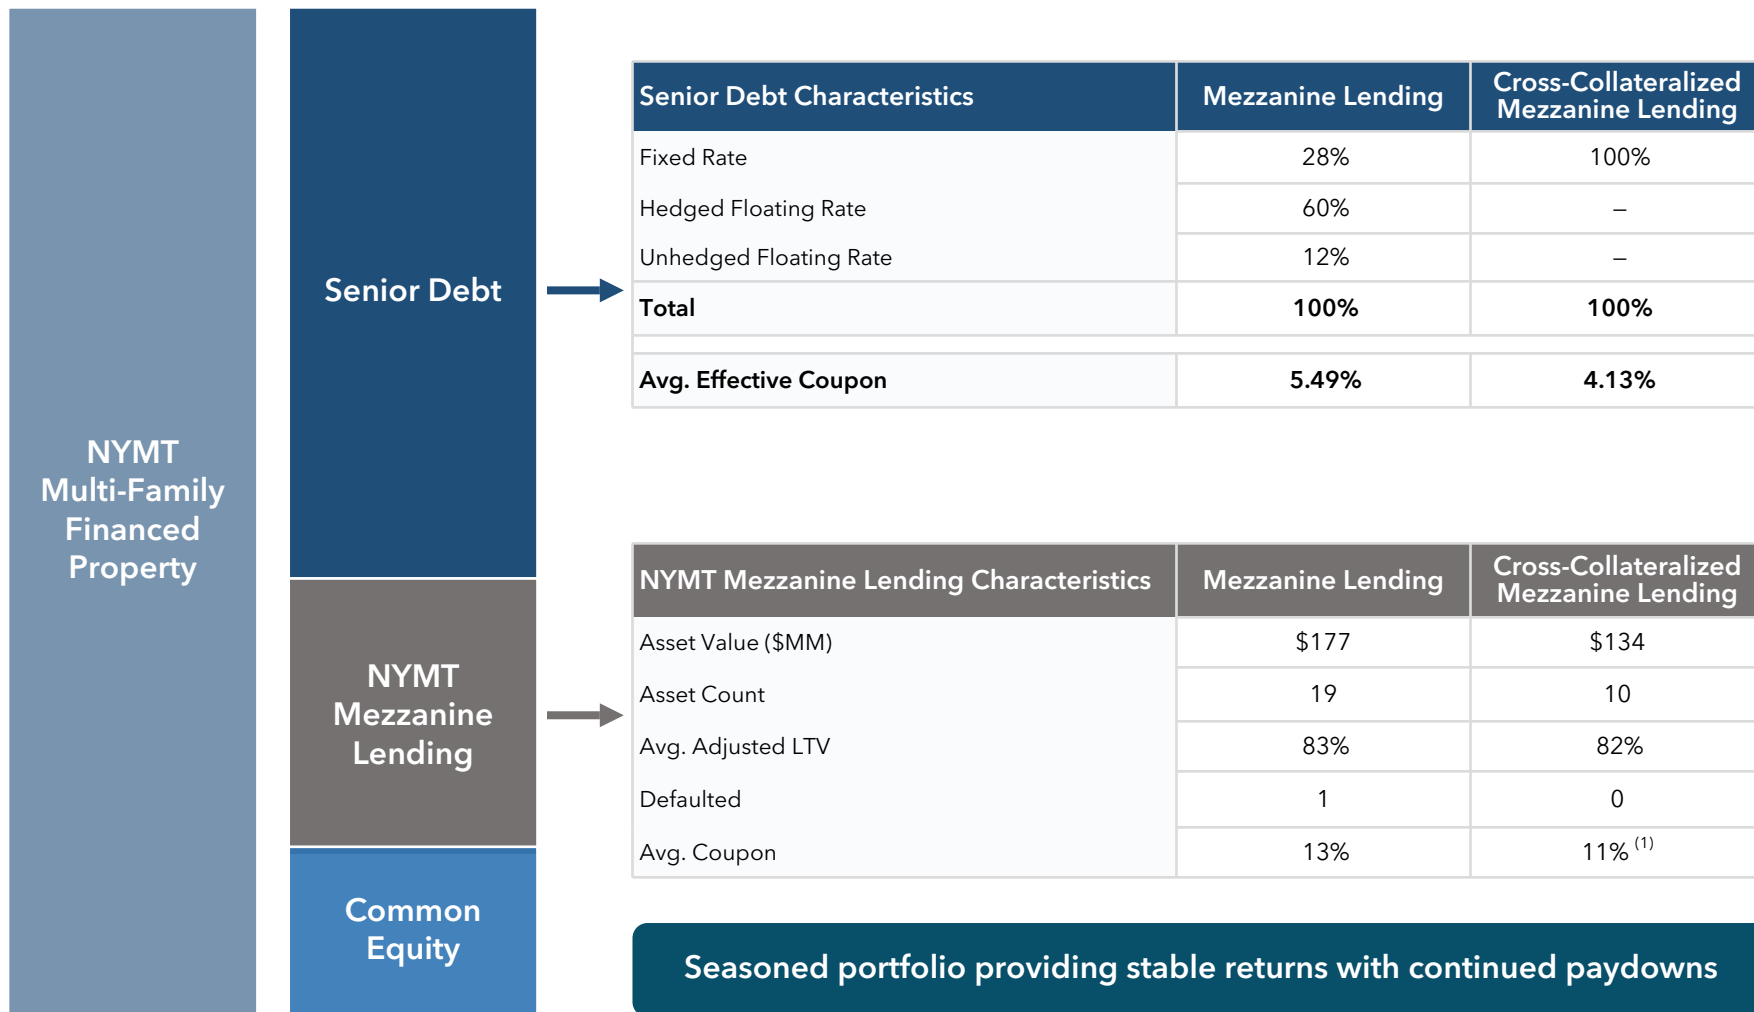 NYMT
Multi-Family
Financed
Property
Senior Debt
NYMT
Mezzanine
Lending
Common
Equity
Senior Debt Characteristics Mezzanine Lending Cross-Collateralized Mezzanine Lending
Fixed Rate 28% 100%
Hedged Floating Rate 60% –
Unhedged Floating Rate 12% –
Total 100% 100%
Avg. Effective Coupon 5.49% 4.13%
NYMT Mezzanine Lending Characteristics Mezzanine Lending Cross-Collateralized Mezzanine Lending
Asset Value ($MM) $177 $134
Asset Count 19 10
Avg. Adjusted LTV 83% 82%
Defaulted 1 0
Avg. Coupon 13% 11% (1)
Seasoned portfolio providing stable returns with continued paydowns